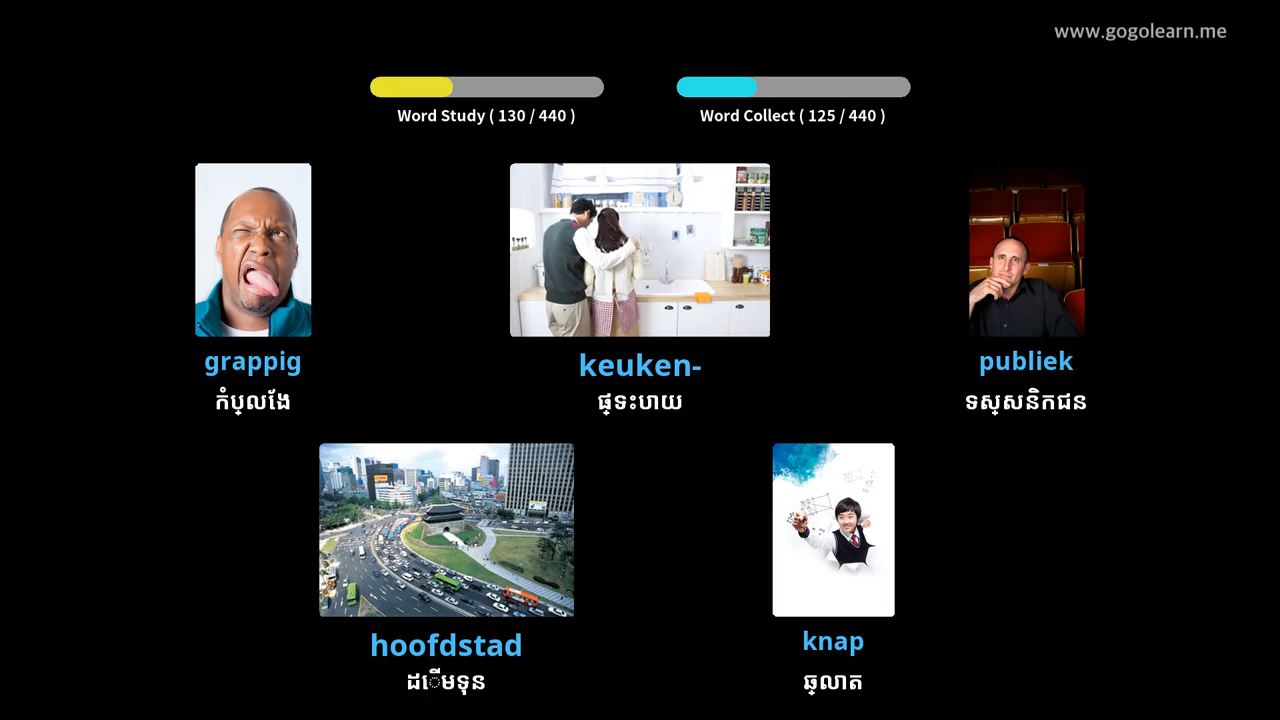 www.gogolearn.me
Word Study ( 130 / 440 )
Word Collect ( 125 / 440 )
grappig
កំប្លែង
keuken-
ផ្ទះបាយ
publiek
ទស្សនិកជន
hoofdstad
ដើមទុន
knap
ឆ្លាត